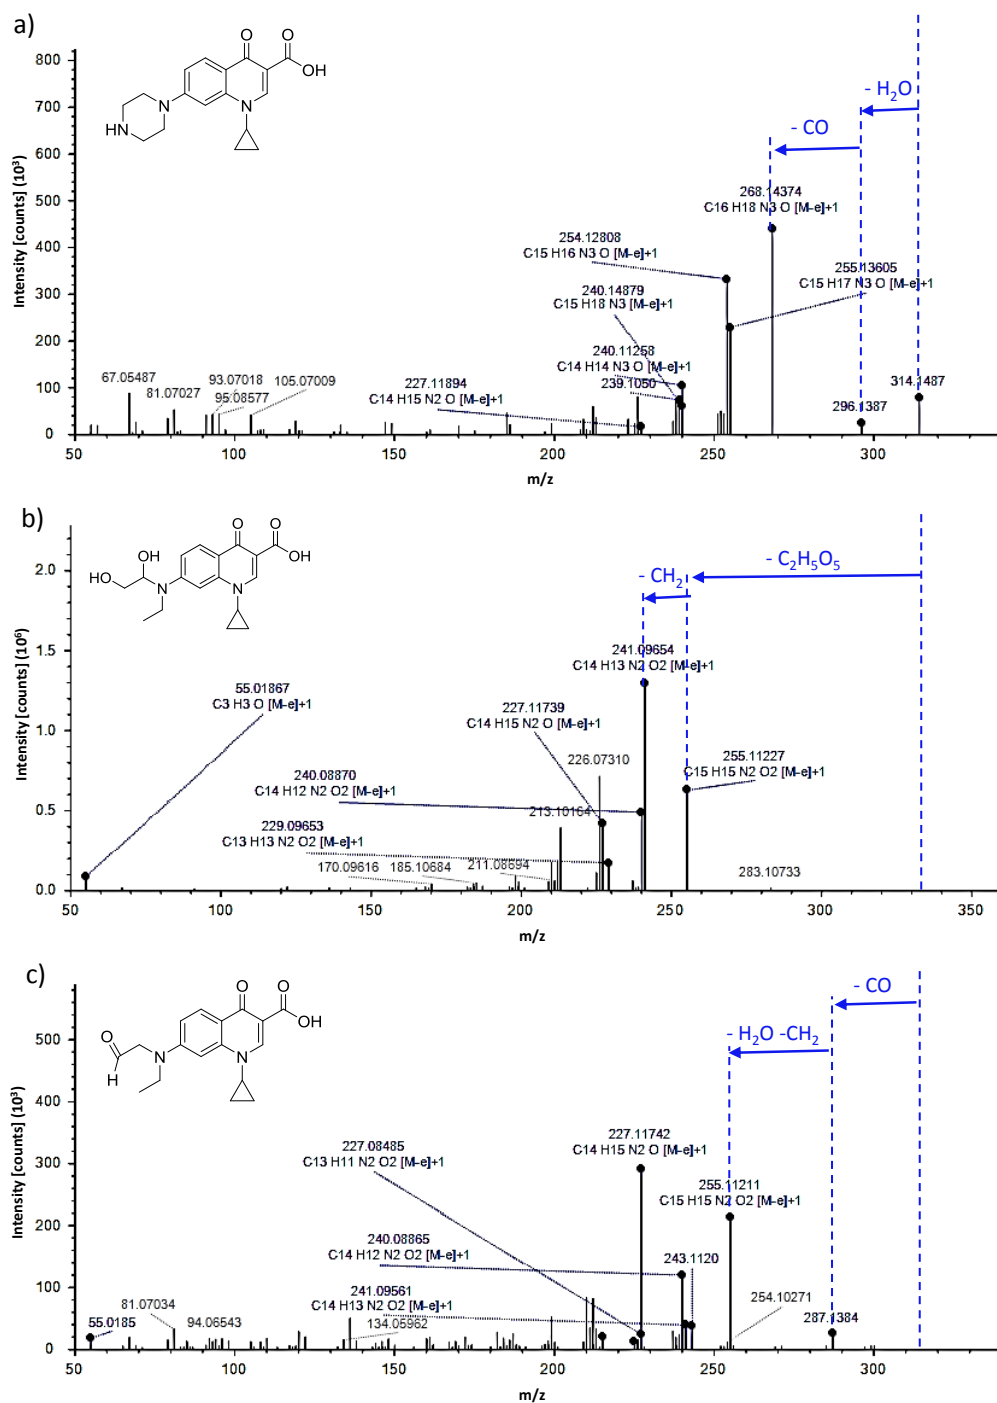 a)
O
O
OH
N
N
HN
Intensity [counts] (10³)
800
700
600
500
400
300
200
100
0
- H₂O
- CO
268.14374
C16 H18 N3 O [M-e]+1
254.12808
C15 H16 N3 O [M-e]+1
255.13605
C15 H17 N3 O [M-e]+1
240.14879
C15 H18 N3 [M-e]+1
240.11258
C14 H14 N3 O [M-e]+1
239.1050
227.11894
C14 H15 N2 O [M-e]+1
67.05487
81.07027
93.07018
95.08577
105.07009
314.1487
296.1387
50 100 150 200 250 300
m/z
b)
O
O
OH
OH
HO
N
N
Intensity [counts] (10⁶)
2.0
1.5
1.0
0.5
0.0
- C₂H₅O₅
- CH₂
241.09654
C14 H13 N2 O2 [M-e]+1
55.01867
C3 H3 O [M-e]+1
227.11739
C14 H15 N2 O [M-e]+1
226.07310
255.11227
C15 H15 N2 O2 [M-e]+1
240.08870
C14 H12 N2 O2 [M-e]+1
213.10164
229.09653
C13 H13 N2 O2 [M-e]+1
170.09616
185.10684
211.08694
283.10733
50 100 150 200 250 300 350
m/z
c)
O
O
OH
O
H
N
N
Intensity [counts] (10³)
500
400
300
200
100
0
- CO
- H₂O -CH₂
227.11742
C14 H15 N2 O [M-e]+1
227.08485
C13 H11 N2 O2 [M-e]+1
255.11211
C15 H15 N2 O2 [M-e]+1
240.08865
C14 H12 N2 O2 [M-e]+1
243.1120
241.09561
C14 H13 N2 O2 [M-e]+1
254.10271
81.07034
55.0185
94.06543
134.05962
287.1384
50 100 150 200 250 300
m/z